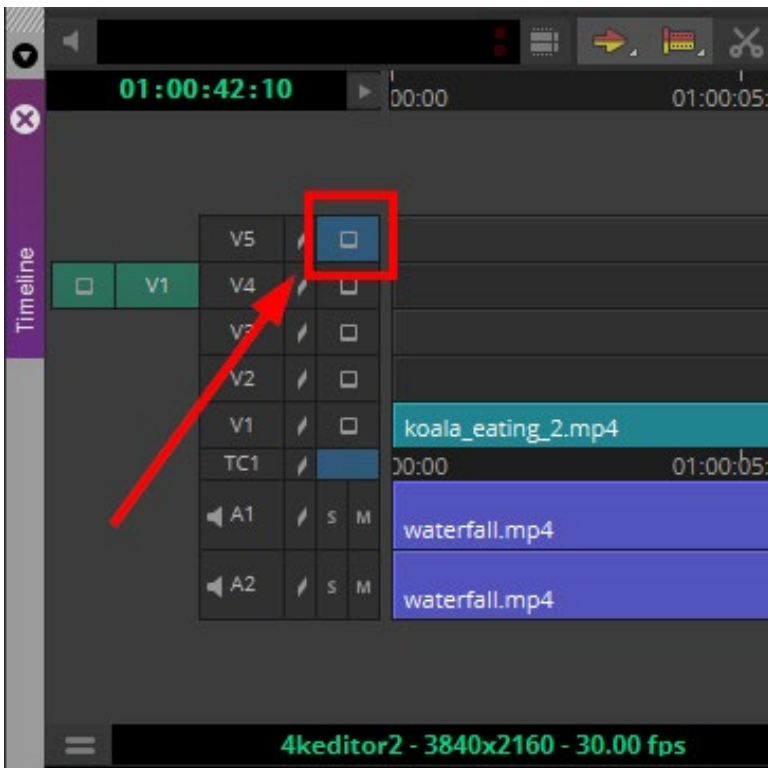 01:00:42:10
00:00 01:00:05:
Timeline
V5
V1 V4
V3
V2
V1 koala_eating_2.mp4
TC1 00:00 01:00:05:
A1 S M waterfall.mp4
A2 S M waterfall.mp4
4keditor2 - 3840x2160 - 30.00 fps